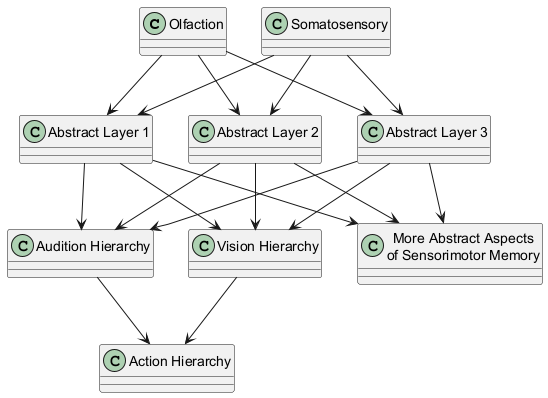 C Olfaction
C Somatosensory
C Abstract Layer 1
C Abstract Layer 2
C Abstract Layer 3
C Audition Hierarchy
C Vision Hierarchy
C More Abstract Aspects
of Sensorimotor Memory
C Action Hierarchy